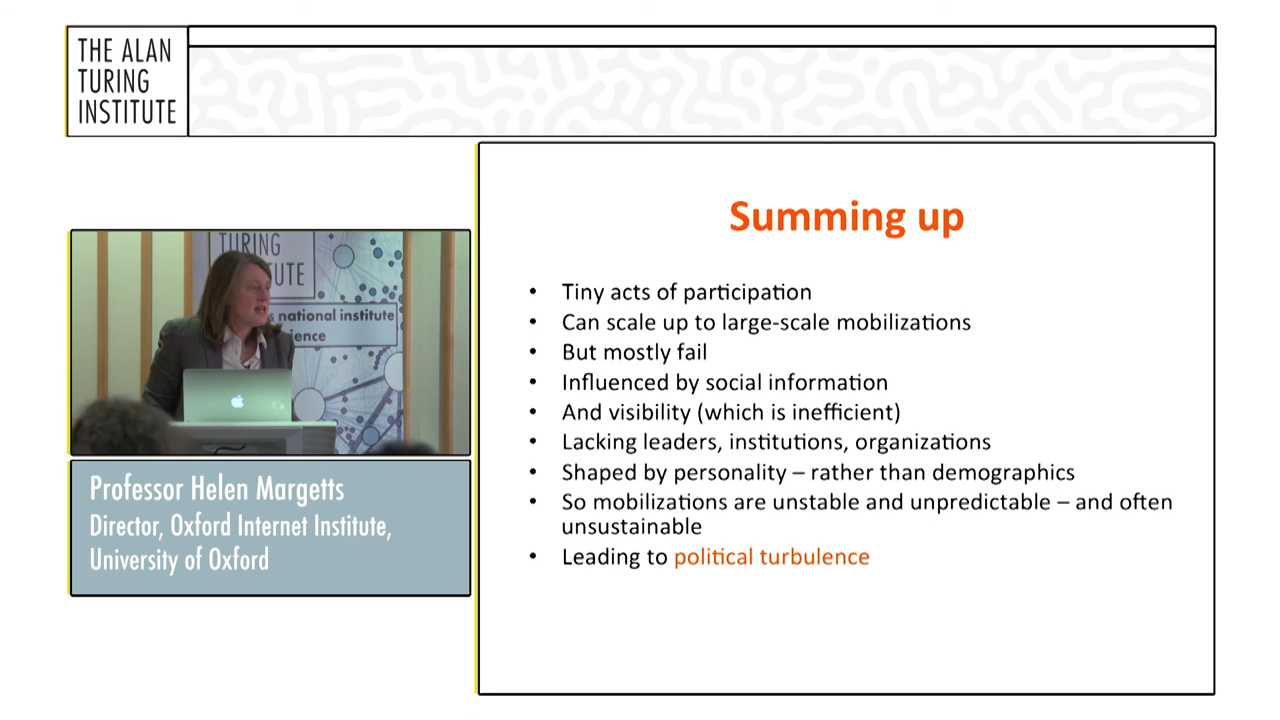 THE ALAN
TURING
INSTITUTE
TURING
UTE
s national institute
ience
Professor Helen Margetts
Director, Oxford Internet Institute,
University of Oxford
Summing up
• Tiny acts of participation
• Can scale up to large-scale mobilizations
• But mostly fail
• Influenced by social information
• And visibility (which is inefficient)
• Lacking leaders, institutions, organizations
• Shaped by personality – rather than demographics
• So mobilizations are unstable and unpredictable – and often
unsustainable
• Leading to political turbulence